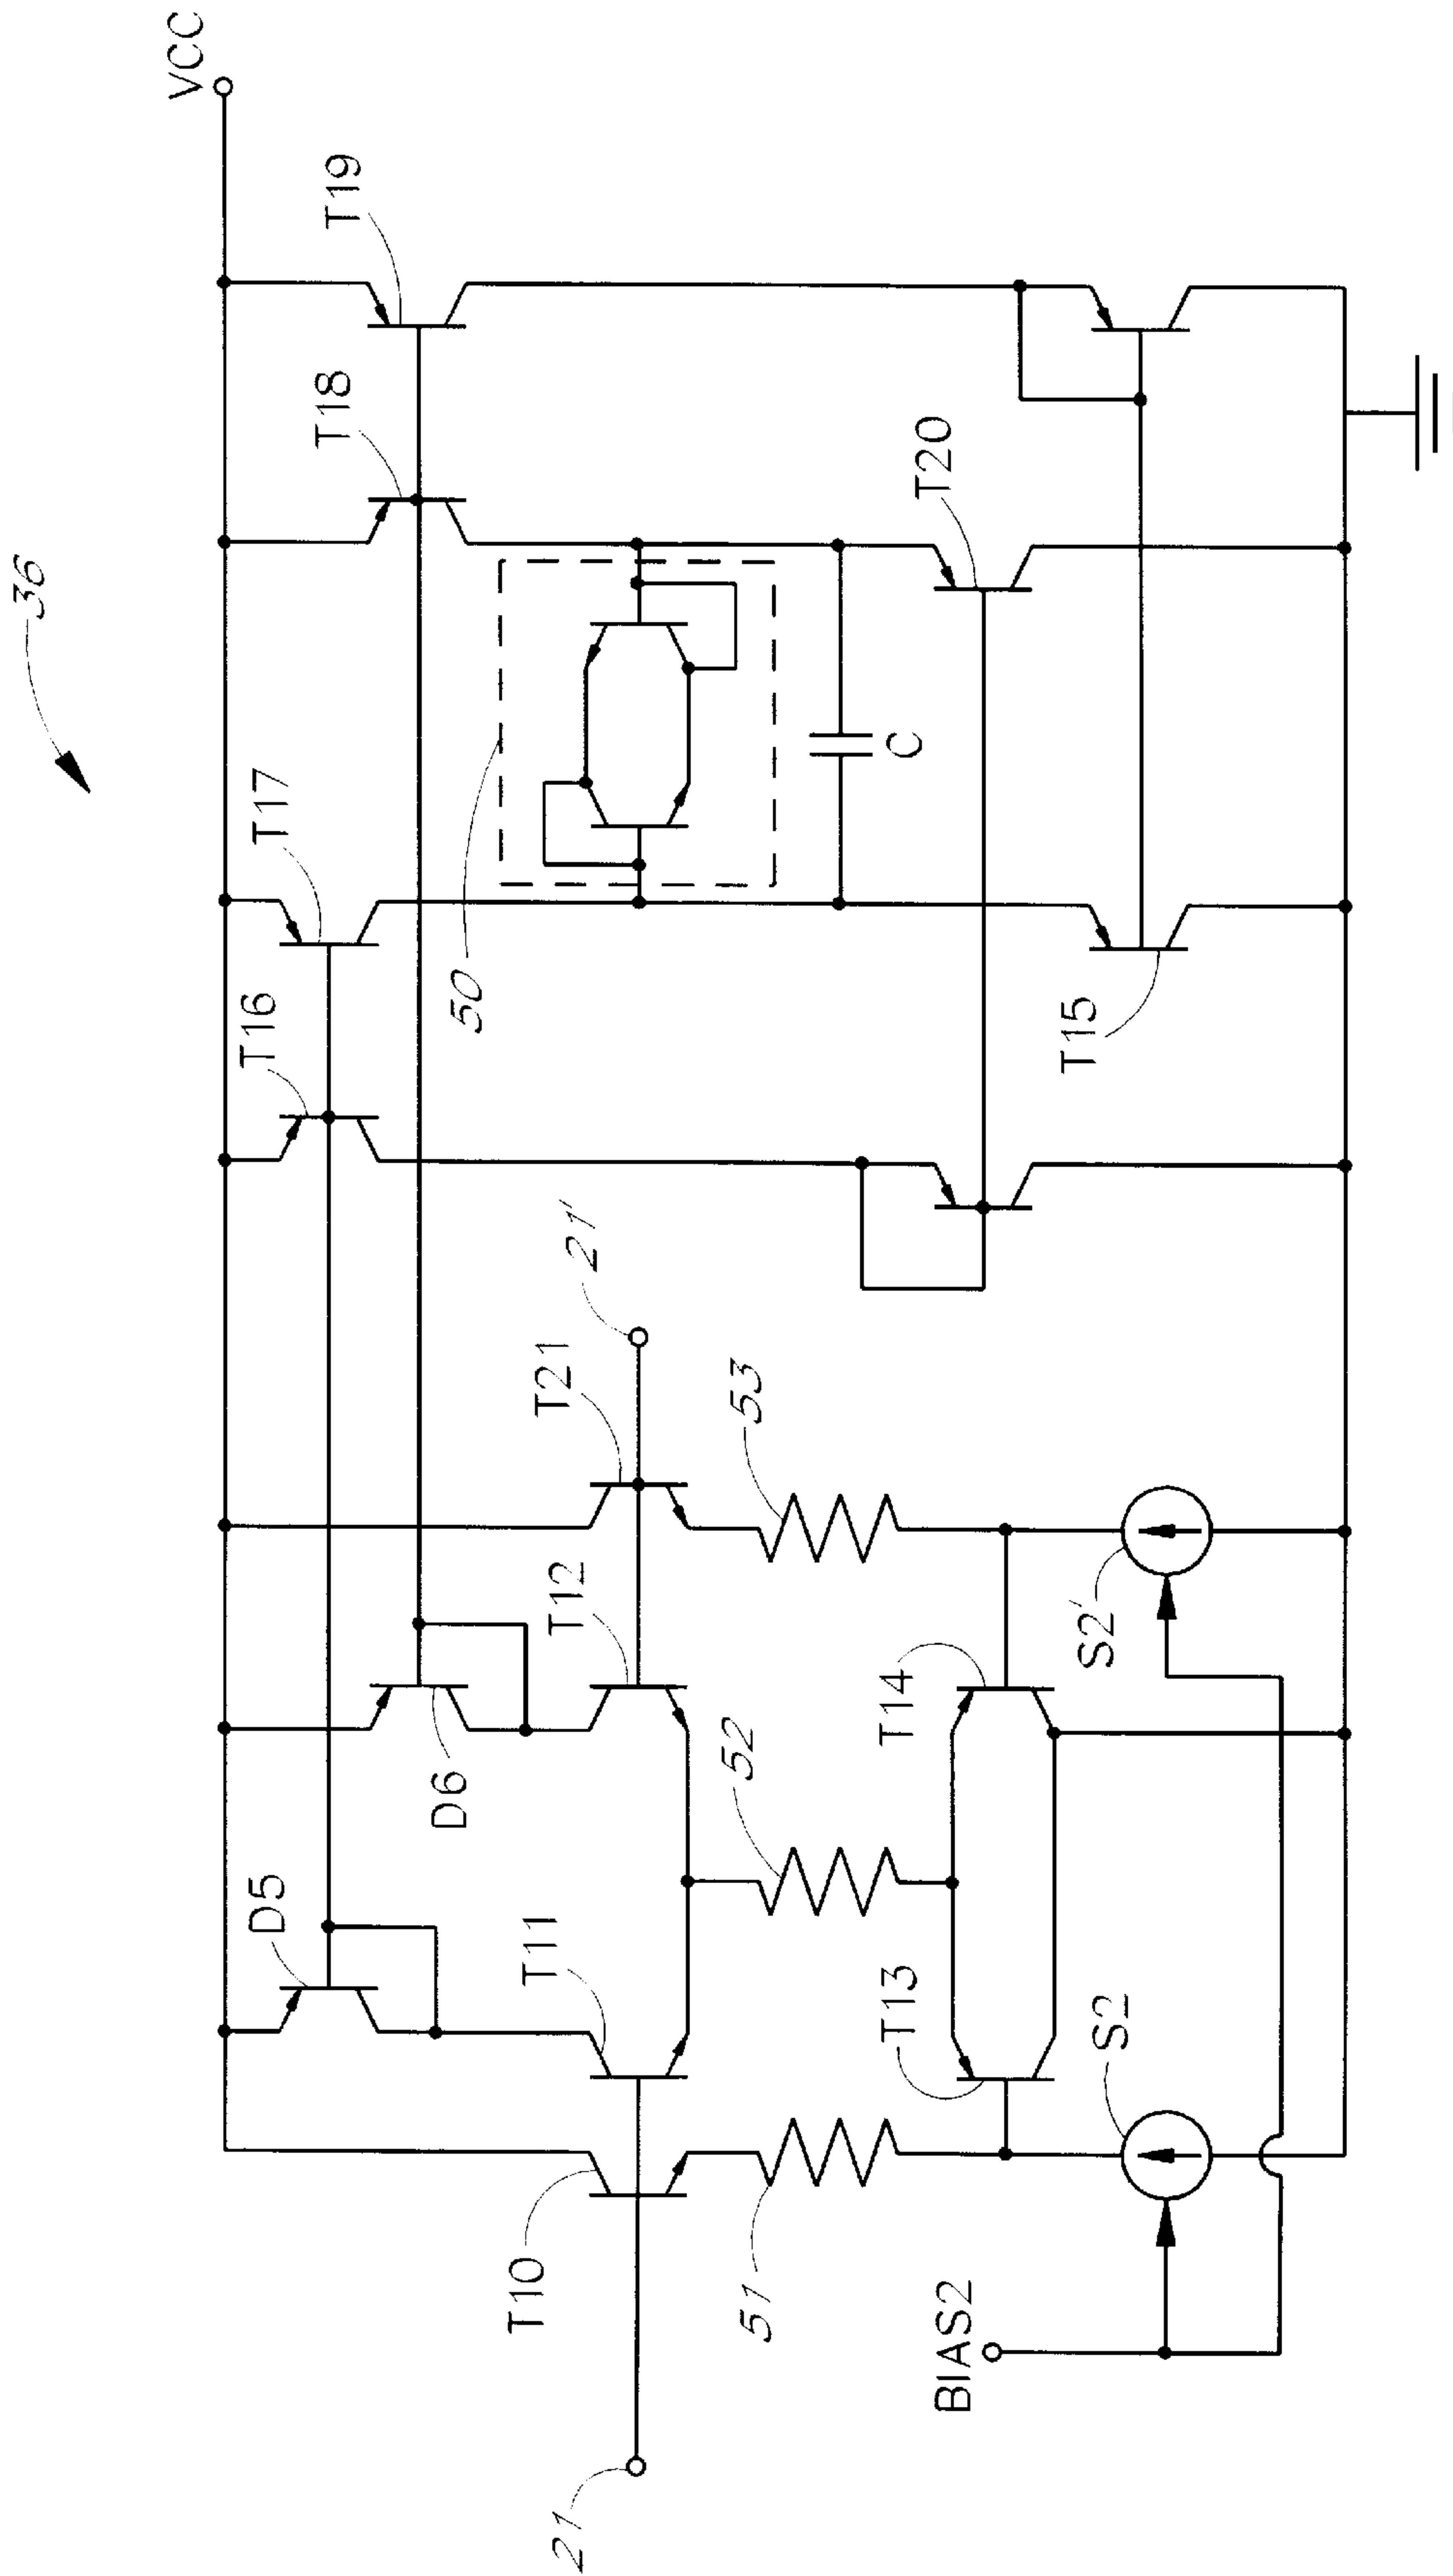 36
VCC
T19
T18
T17
T16
50
T20
C
T15
21'
T21
53
T12
D6
52
T14
S2'
D5
T11
T13
S2
T10
51
BIAS2
21